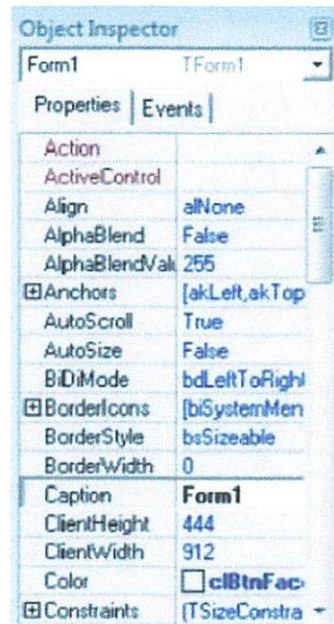 Object Inspector
Form1 TForm1
Properties Events
Action
ActiveControl
Align alNone
AlphaBlend False
AlphaBlendVal 255
Anchors [akLeft,akTop
AutoScroll True
AutoSize False
BiDiMode bdLeftToRight
BorderIcons [biSystemMen
BorderStyle bsSizeable
BorderWidth 0
Caption Form1
ClientHeight 444
ClientWidth 912
Color clBtnFac
Constraints (TSizeConstra